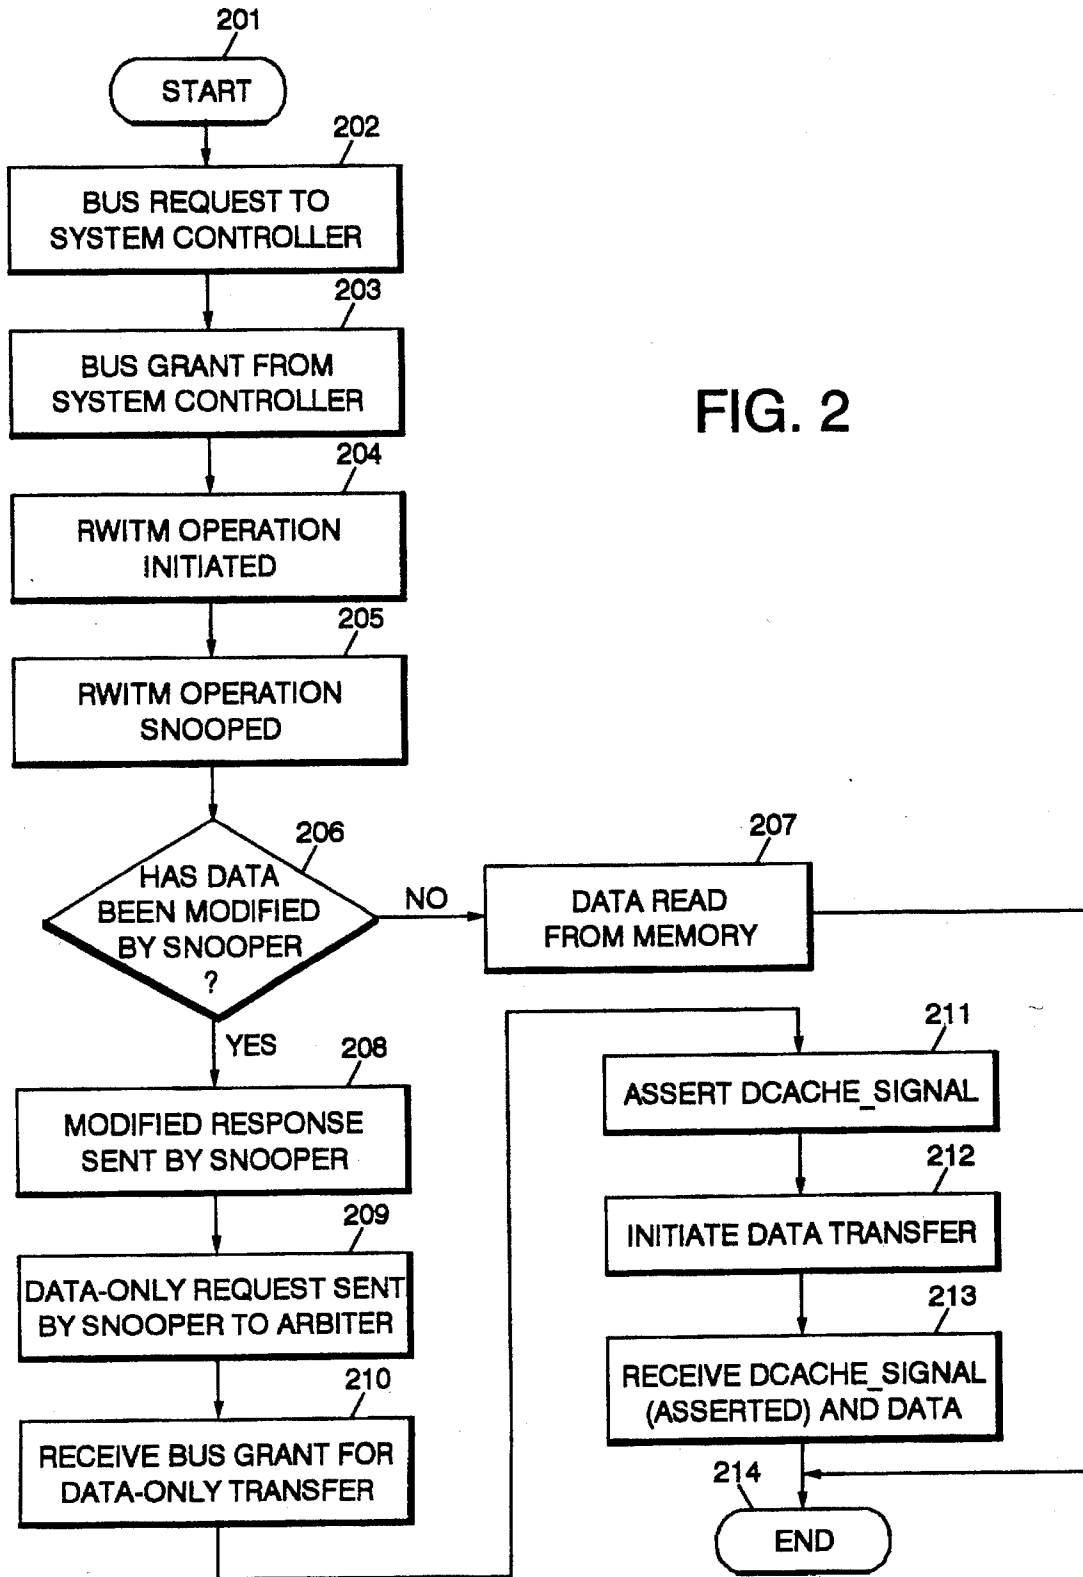 201
START
202
BUS REQUEST TO
SYSTEM CONTROLLER
203
BUS GRANT FROM
SYSTEM CONTROLLER
FIG. 2
204
RWITM OPERATION
INITIATED
205
RWITM OPERATION
SNOOPED
206
HAS DATA
BEEN MODIFIED
BY SNOOPER
?
NO
207
DATA READ
FROM MEMORY
YES
208
MODIFIED RESPONSE
SENT BY SNOOPER
209
DATA-ONLY REQUEST SENT
BY SNOOPER TO ARBITER
210
RECEIVE BUS GRANT FOR
DATA-ONLY TRANSFER
211
ASSERT DCACHE_SIGNAL
212
INITIATE DATA TRANSFER
213
RECEIVE DCACHE_SIGNAL
(ASSERTED) AND DATA
214
END